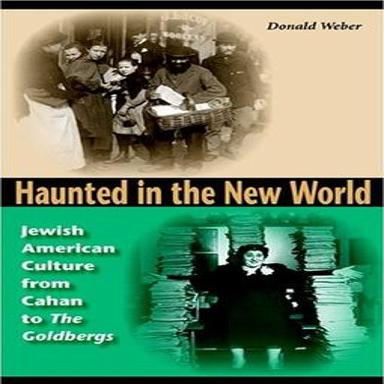 Donald Weber
Haunted in the New World
Jewish
American
Culture
from
Cahan
to The
Goldbergs